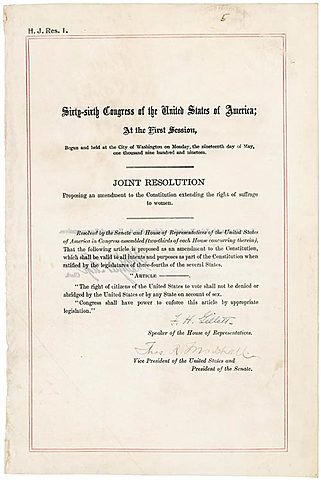 5
H. J. Res. 1.
Sixty-sixth Congress of the United States of America;
At the First Session,
Begun and held at the City of Washington on Monday, the nineteenth day of May,
one thousand nine hundred and nineteen.
JOINT RESOLUTION
Proposing an amendment to the Constitution extending the right of suffrage
to women.
Resolved by the Senate and House of Representatives of the United States
of America in Congress assembled (two-thirds of each House concurring therein),
That the following article is proposed as an amendment to the Constitution,
which shall be valid to all intents and purposes as part of the Constitution when
ratified by the legislatures of three-fourths of the several States.
"ARTICLE ———.
"The right of citizens of the United States to vote shall not be denied or
abridged by the United States or by any State on account of sex.
"Congress shall have power to enforce this article by appropriate
legislation."
F. H. Gillett
Speaker of the House of Representatives.
Thos. R. Marshall
Vice President of the United States and
President of the Senate.